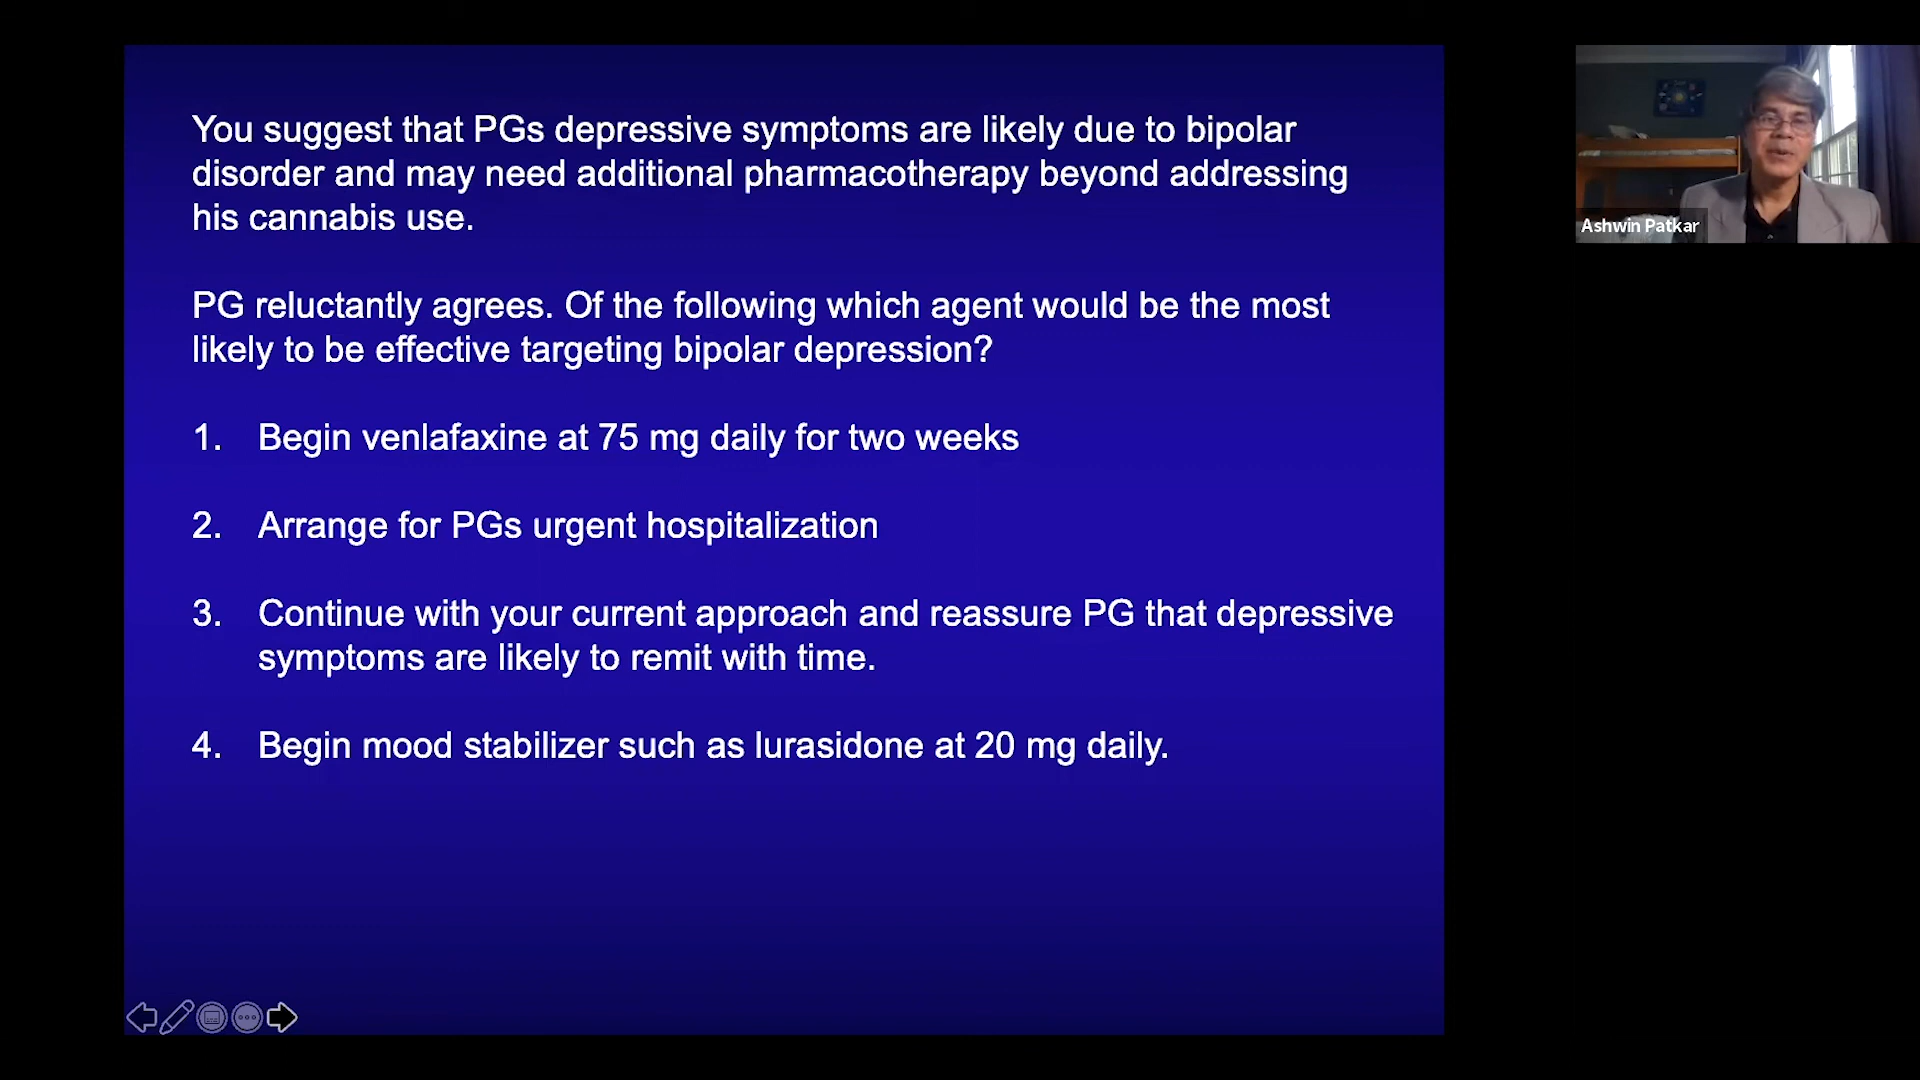 You suggest that PGs depressive symptoms are likely due to bipolar
disorder and may need additional pharmacotherapy beyond addressing
his cannabis use.
PG reluctantly agrees. Of the following which agent would be the most
likely to be effective targeting bipolar depression?
1. Begin venlafaxine at 75 mg daily for two weeks
2. Arrange for PGs urgent hospitalization
3. Continue with your current approach and reassure PG that depressive
symptoms are likely to remit with time.
4. Begin mood stabilizer such as lurasidone at 20 mg daily.
Ashwin Patkar